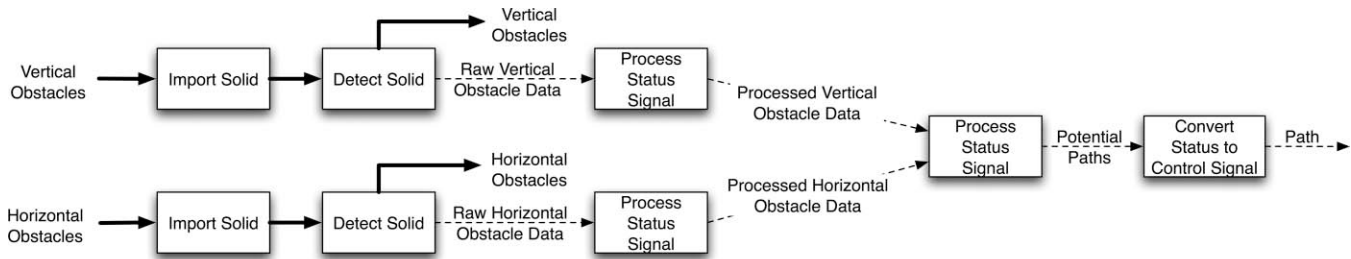 Vertical
Obstacles
Import Solid
Detect Solid
Vertical
Obstacles
Raw Vertical
Obstacle Data
Process
Status
Signal
Processed Vertical
Obstacle Data
Horizontal
Obstacles
Import Solid
Detect Solid
Horizontal
Obstacles
Raw Horizontal
Obstacle Data
Process
Status
Signal
Processed Horizontal
Obstacle Data
Process
Status
Signal
Potential
Paths
Convert
Status to
Control Signal
Path